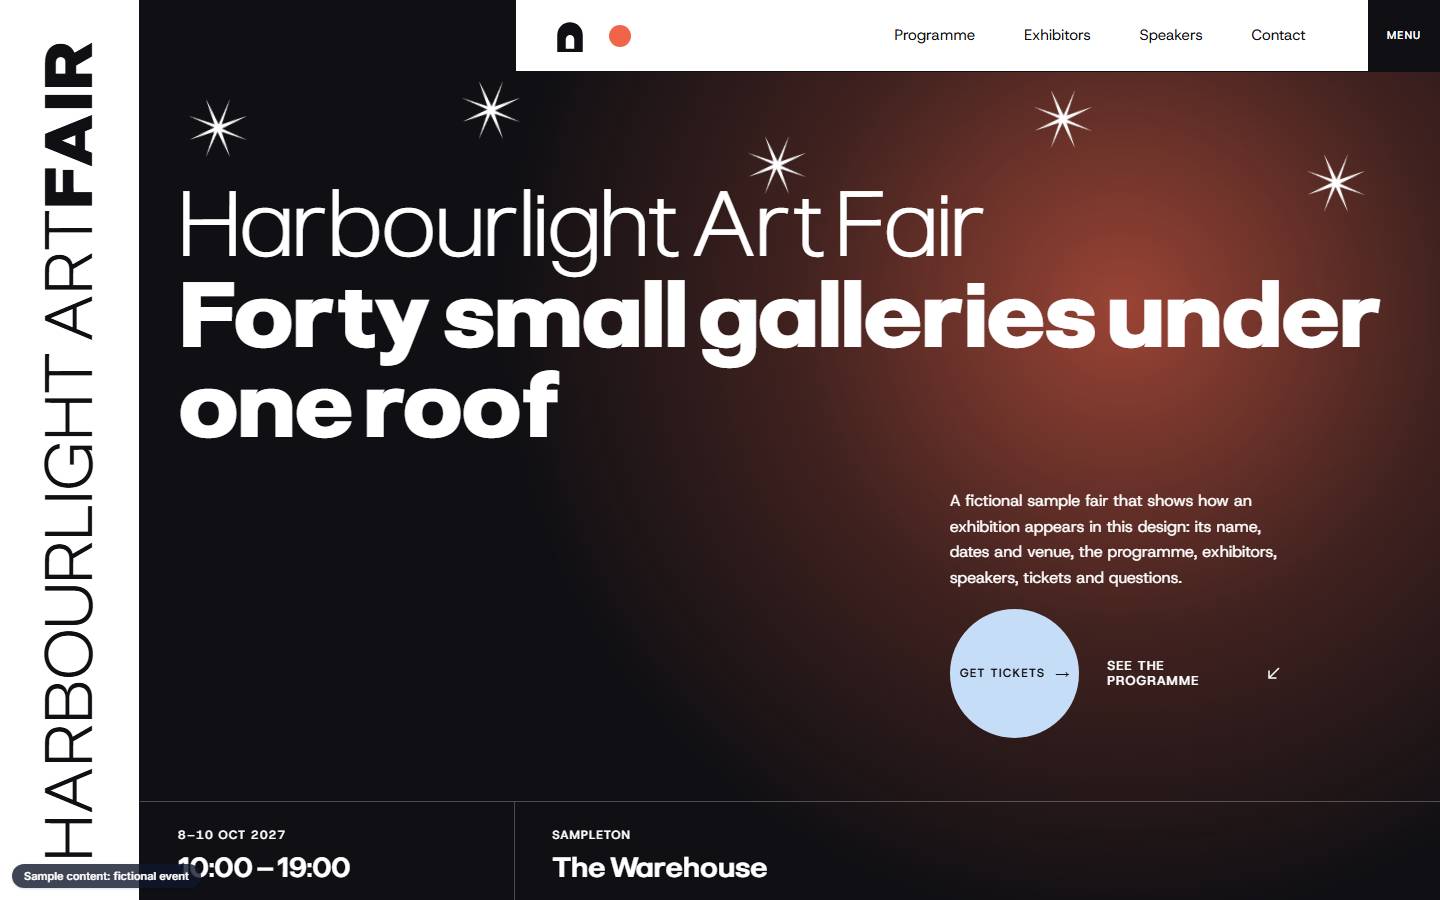 HARBOURLIGHT ARTFAIR
Programme
Exhibitors
Speakers
Contact
MENU
Harbourlight Art Fair
Forty small galleries under
one roof
A fictional sample fair that shows how an
exhibition appears in this design: its name,
dates and venue, the programme, exhibitors,
speakers, tickets and questions.
GET TICKETS →
SEE THE
PROGRAMME ↙
8–10 OCT 2027
10:00 – 19:00
SAMPLETON
The Warehouse
Sample content: fictional event